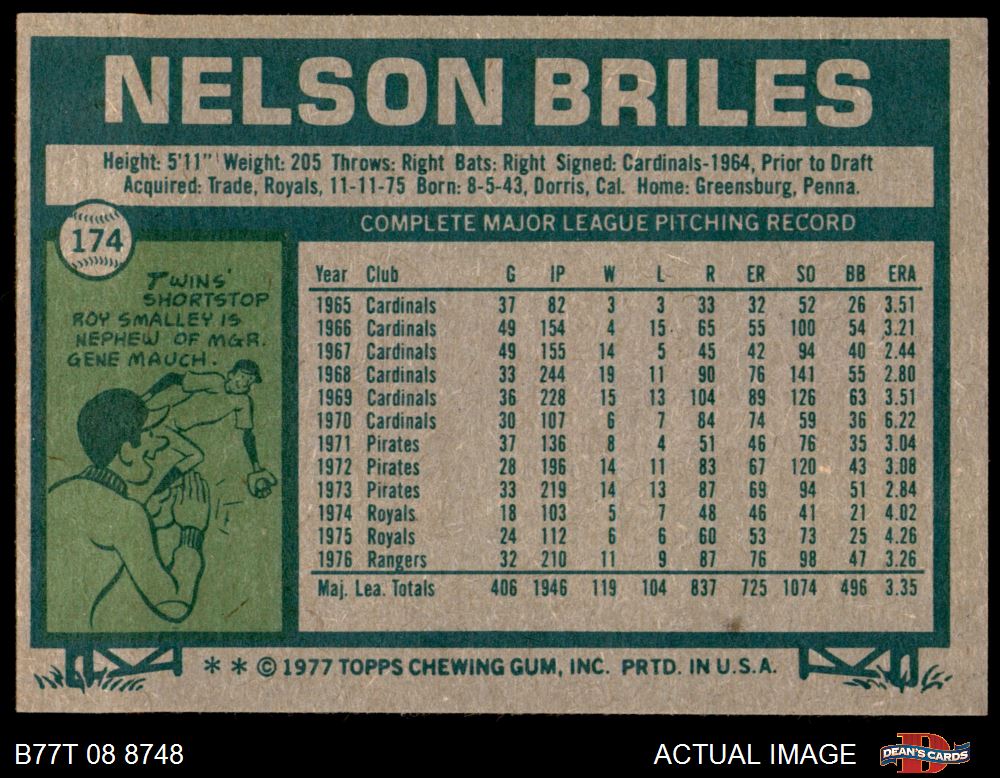 NELSON BRILES
Height: 5'11" Weight: 205 Throws: Right Bats: Right Signed: Cardinals-1964, Prior to Draft
Acquired: Trade, Royals, 11-11-75 Born: 8-5-43, Dorris, Cal. Home: Greensburg, Penna.
174
TWINS'
SHORTSTOP
ROY SMALLEY IS
NEPHEW OF MGR.
GENE MAUCH.
COMPLETE MAJOR LEAGUE PITCHING RECORD
Year Club G IP W L R ER SO BB ERA
1965 Cardinals 37 82 3 3 33 32 52 26 3.51
1966 Cardinals 49 154 4 15 65 55 100 54 3.21
1967 Cardinals 49 155 14 5 45 42 94 40 2.44
1968 Cardinals 33 244 19 11 90 76 141 55 2.80
1969 Cardinals 36 228 15 13 104 89 126 63 3.51
1970 Cardinals 30 107 6 7 84 74 59 36 6.22
1971 Pirates 37 136 8 4 51 46 76 35 3.04
1972 Pirates 28 196 14 11 83 67 120 43 3.08
1973 Pirates 33 219 14 13 87 69 94 51 2.84
1974 Royals 18 103 5 7 48 46 41 21 4.02
1975 Royals 24 112 6 6 60 53 73 25 4.26
1976 Rangers 32 210 11 9 87 76 98 47 3.26
Maj. Lea. Totals 406 1946 119 104 837 725 1074 496 3.35
* * © 1977 TOPPS CHEWING GUM, INC. PRTD. IN U.S.A.
B77T 08 8748
ACTUAL IMAGE
DEAN'S CARDS